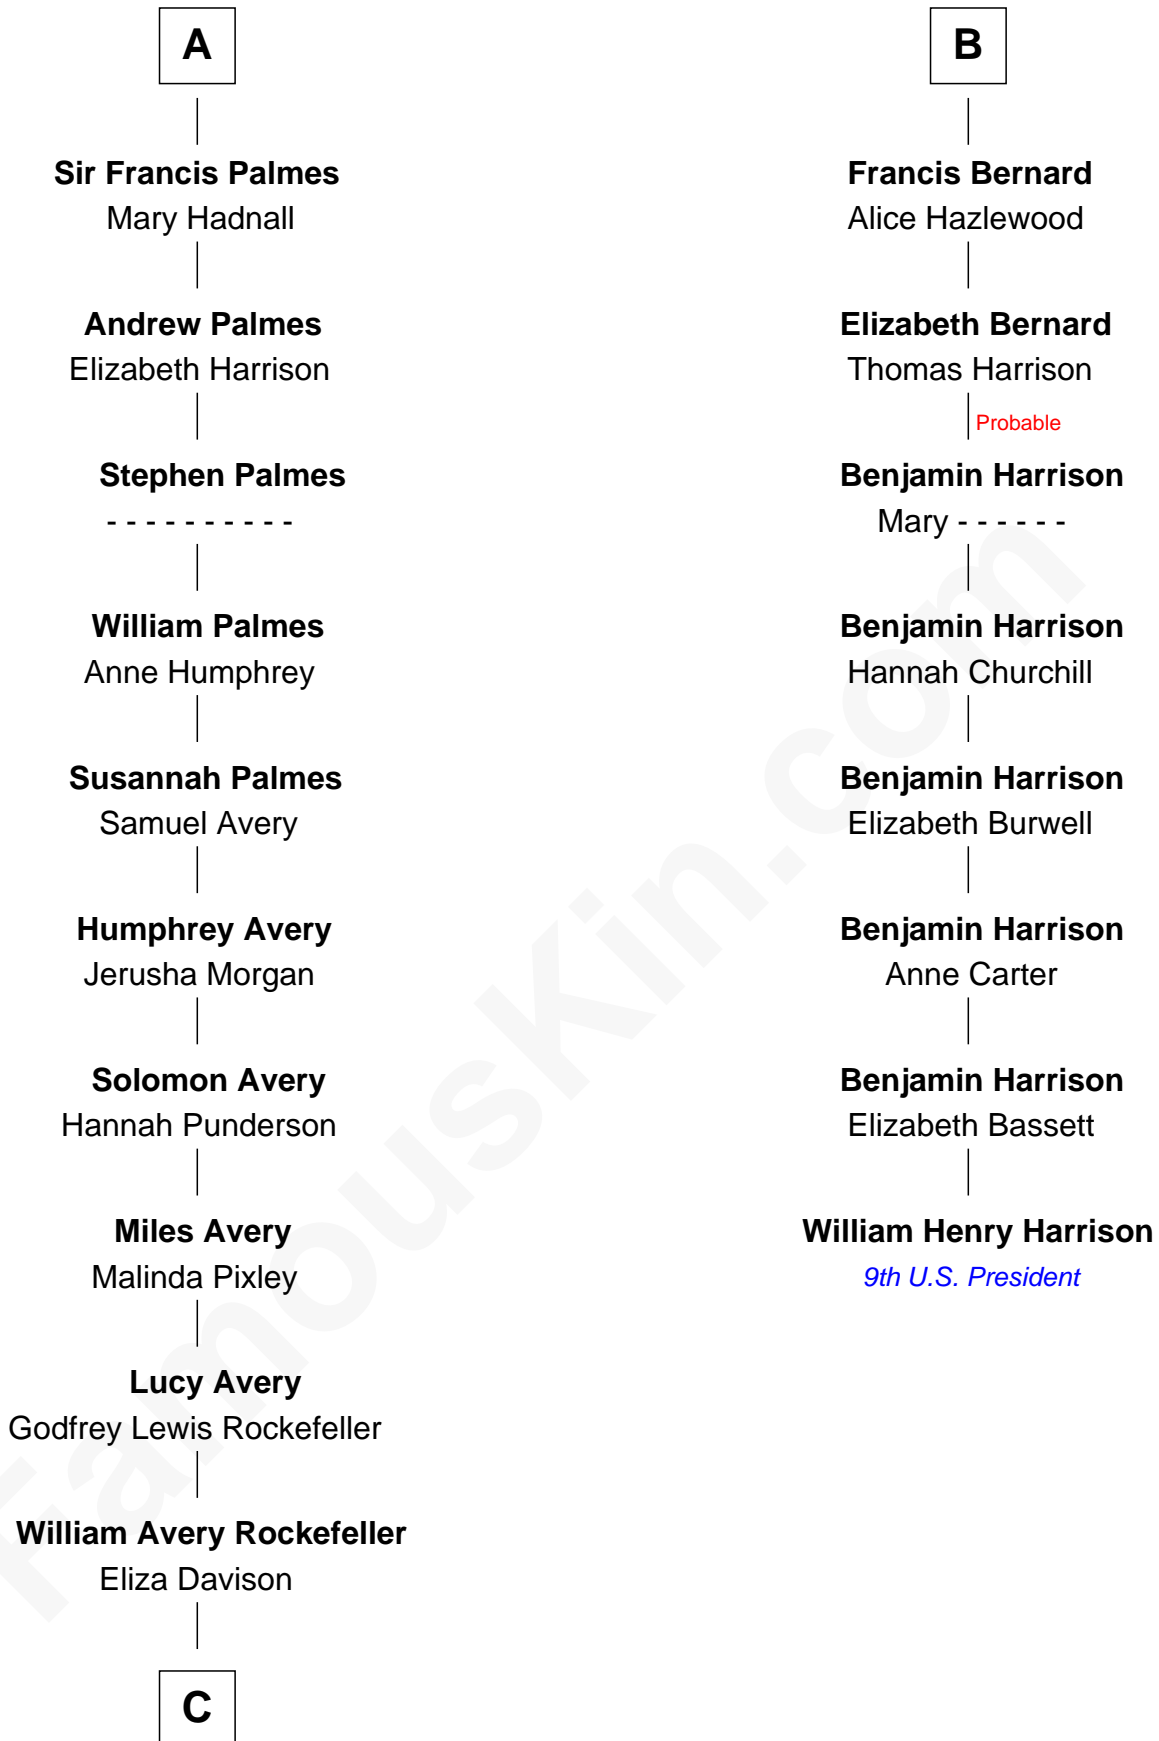 A
Sir Francis Palmes
Mary Hadnall
Andrew Palmes
Elizabeth Harrison
Stephen Palmes
- - - - - - - - - -
William Palmes
Anne Humphrey
Susannah Palmes
Samuel Avery
Humphrey Avery
Jerusha Morgan
Solomon Avery
Hannah Punderson
Miles Avery
Malinda Pixley
Lucy Avery
Godfrey Lewis Rockefeller
William Avery Rockefeller
Eliza Davison
C
B
Francis Bernard
Alice Hazlewood
Elizabeth Bernard
Thomas Harrison
Probable
Benjamin Harrison
Mary - - - - - -
Benjamin Harrison
Hannah Churchill
Benjamin Harrison
Elizabeth Burwell
Benjamin Harrison
Anne Carter
Benjamin Harrison
Elizabeth Bassett
William Henry Harrison
9th U.S. President
FamousKin.com